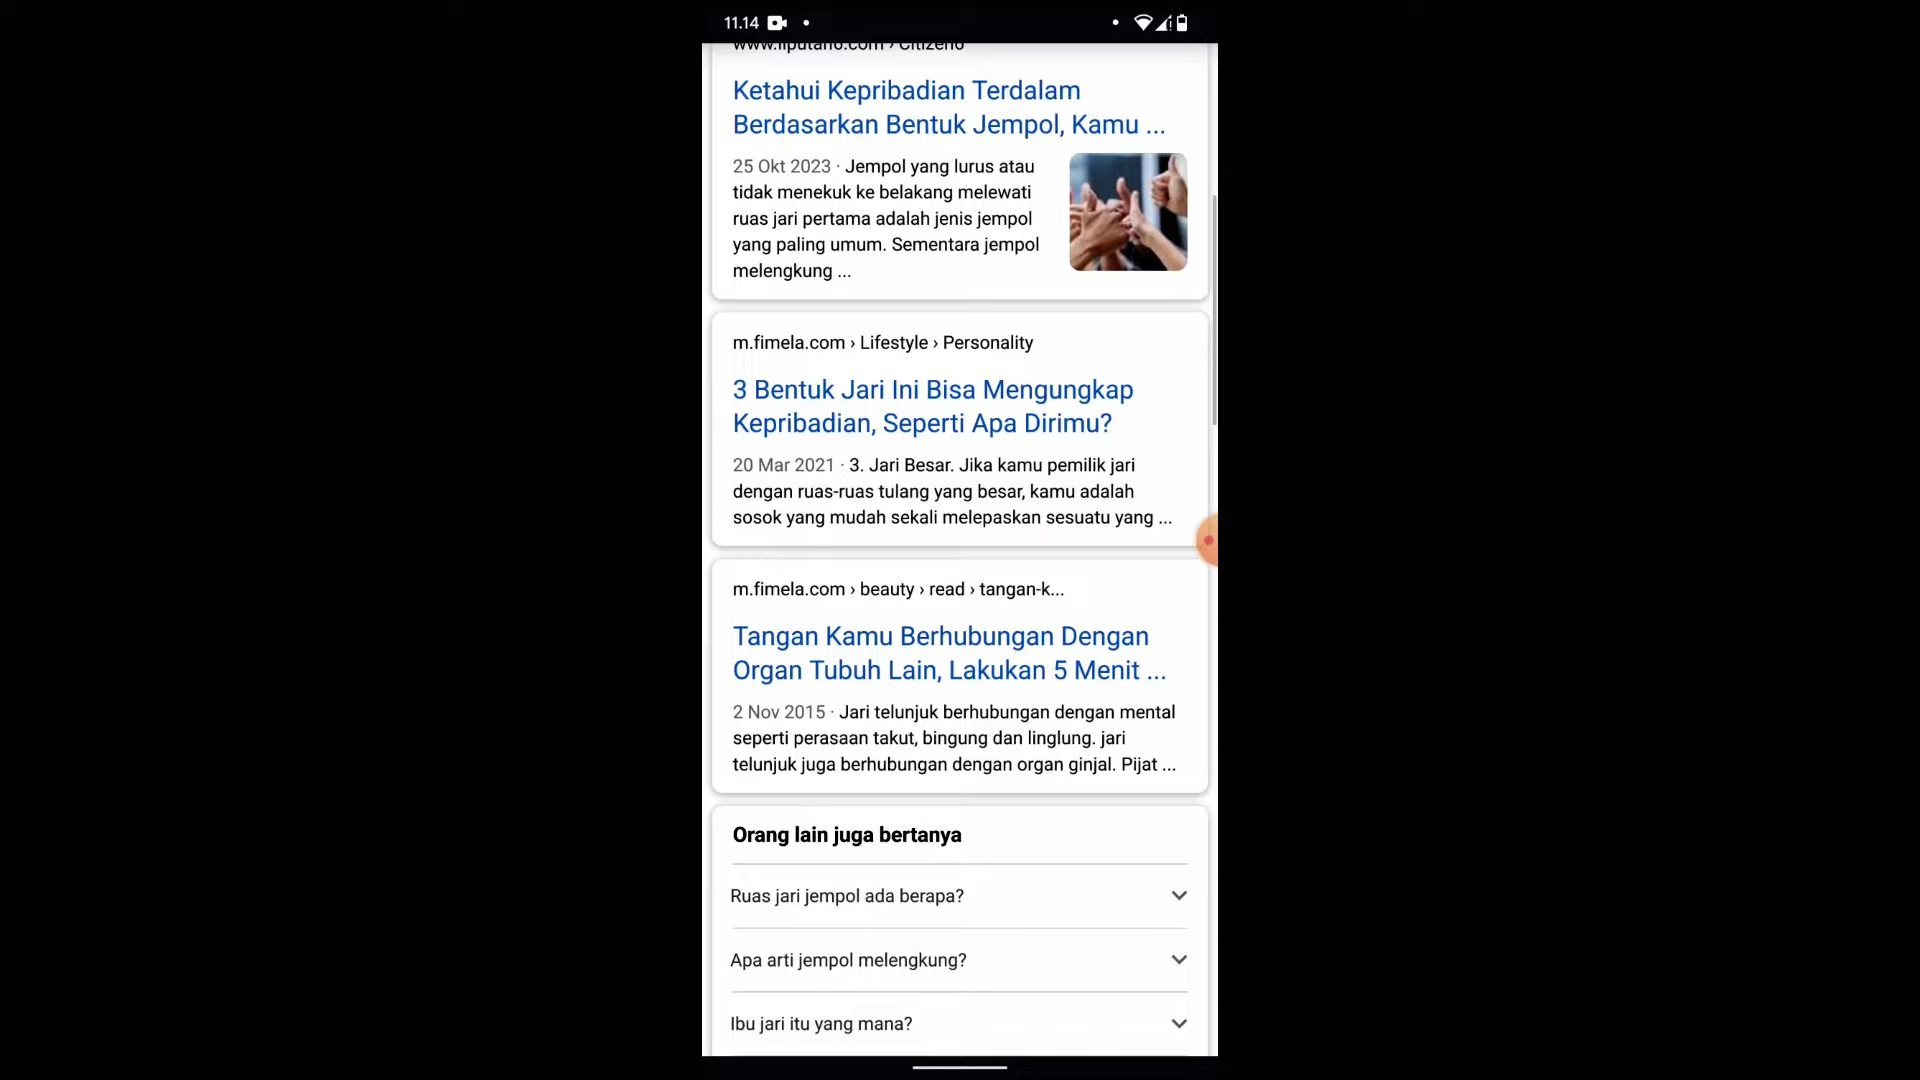 11.14
www.liputan6.com › Citizen6
Ketahui Kepribadian Terdalam
Berdasarkan Bentuk Jempol, Kamu ...
25 Okt 2023 · Jempol yang lurus atau
tidak menekuk ke belakang melewati
ruas jari pertama adalah jenis jempol
yang paling umum. Sementara jempol
melengkung ...
m.fimela.com › Lifestyle › Personality
3 Bentuk Jari Ini Bisa Mengungkap
Kepribadian, Seperti Apa Dirimu?
20 Mar 2021 · 3. Jari Besar. Jika kamu pemilik jari
dengan ruas-ruas tulang yang besar, kamu adalah
sosok yang mudah sekali melepaskan sesuatu yang ...
m.fimela.com › beauty › read › tangan-k...
Tangan Kamu Berhubungan Dengan
Organ Tubuh Lain, Lakukan 5 Menit ...
2 Nov 2015 · Jari telunjuk berhubungan dengan mental
seperti perasaan takut, bingung dan linglung. jari
telunjuk juga berhubungan dengan organ ginjal. Pijat ...
Orang lain juga bertanya
Ruas jari jempol ada berapa?
Apa arti jempol melengkung?
Ibu jari itu yang mana?